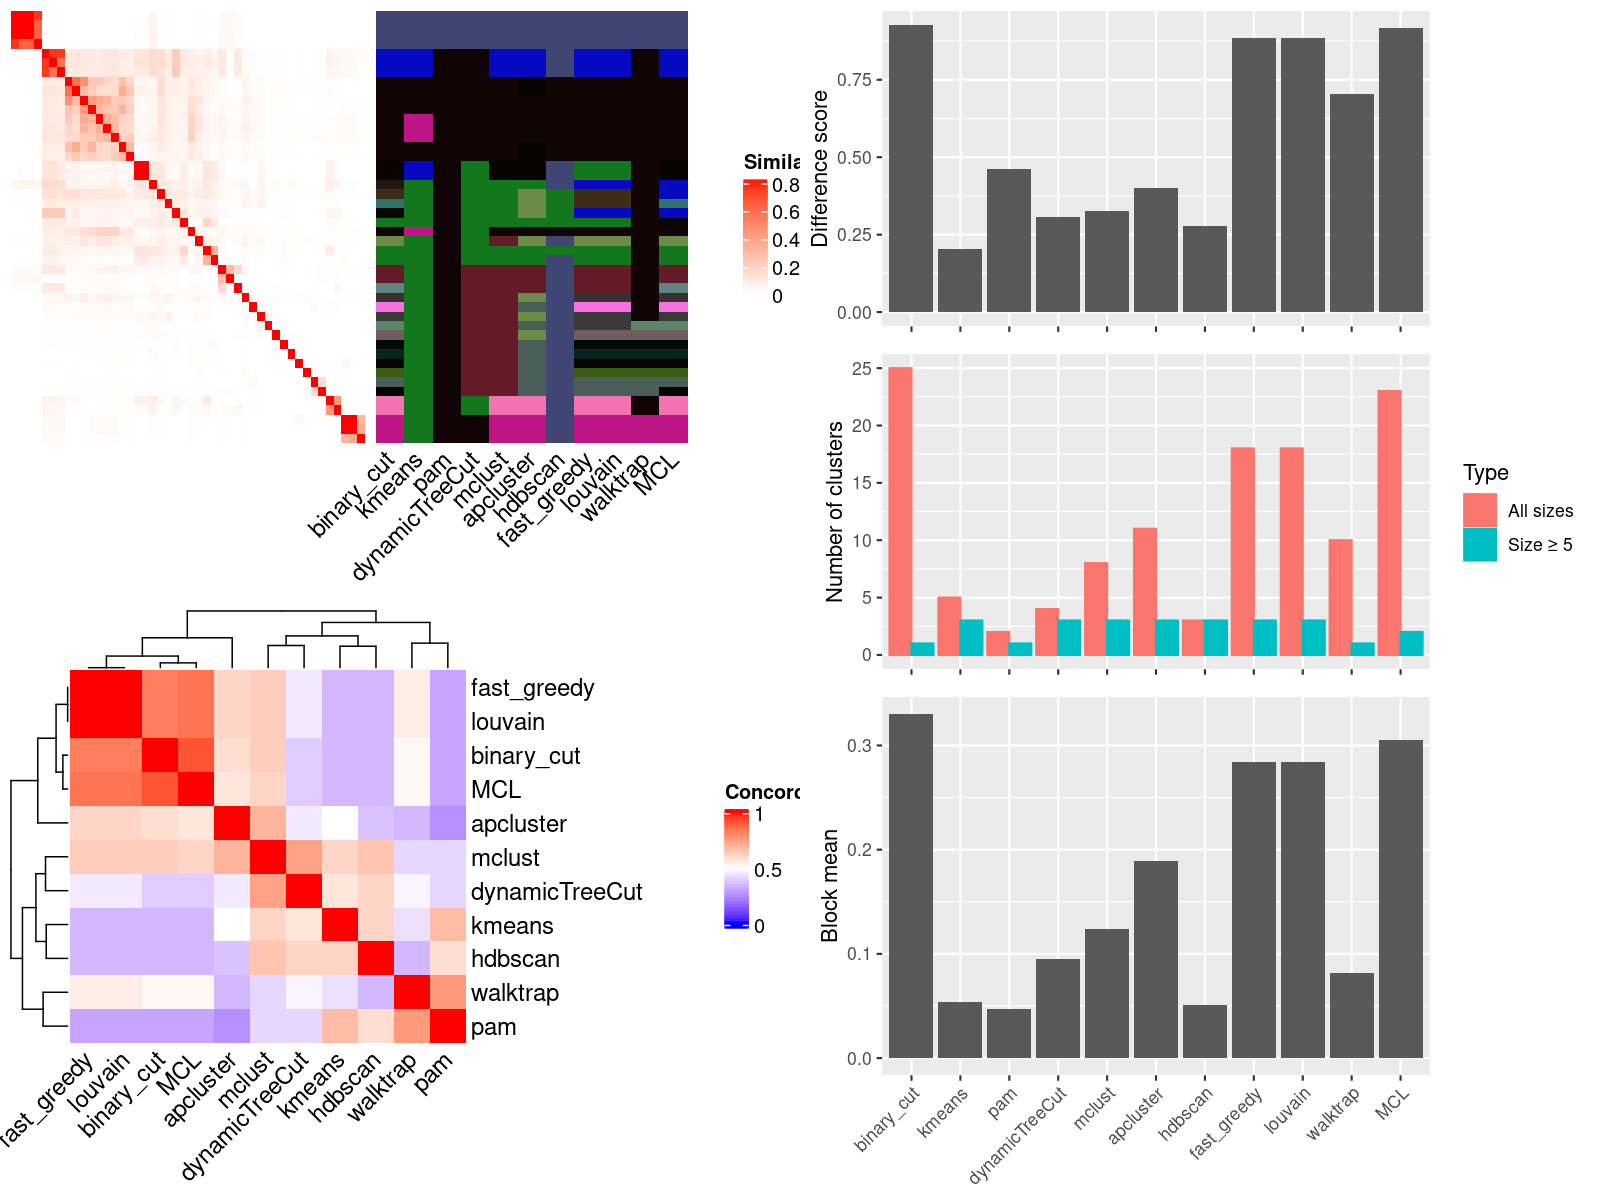 Simila
0.8
0.6
0.4
0.2
0
binary_cut
kmeans
pam
dynamicTreeCut
mclust
apcluster
hdbscan
fast_greedy
louvain
walktrap
MCL
Difference score
0.75
0.50
0.25
0.00
Number of clusters
25
20
15
10
5
0
Type
All sizes
Size ≥ 5
fast_greedy
louvain
binary_cut
MCL
apcluster
mclust
dynamicTreeCut
kmeans
hdbscan
walktrap
pam
fast_greedy
louvain
binary_cut
MCL
apcluster
mclust
dynamicTreeCut
kmeans
hdbscan
walktrap
pam
Concord
1
0.5
0
Block mean
0.3
0.2
0.1
0.0
binary_cut
kmeans
pam
dynamicTreeCut
mclust
apcluster
hdbscan
fast_greedy
louvain
walktrap
MCL